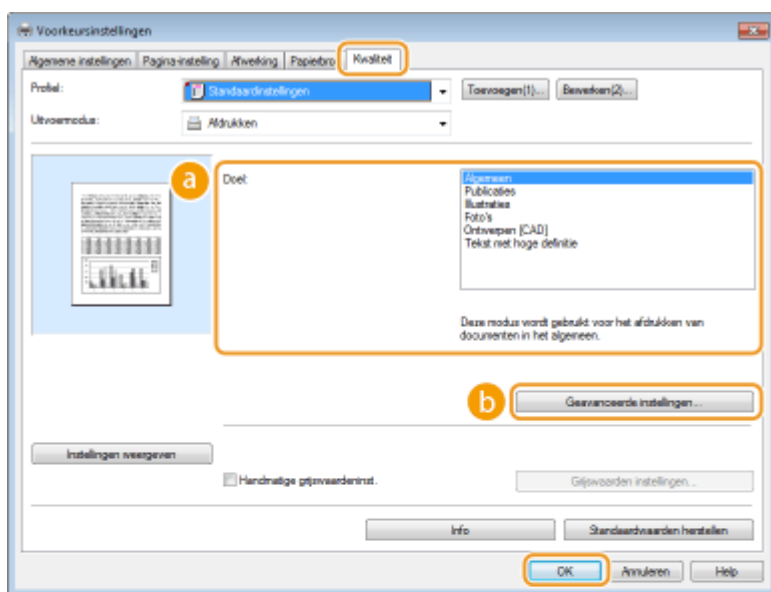 Voorkeursinstellingen
Algemene instellingen Pagina-instelling Afwerking Papierbro Kwaliteit
Profiel: Standaardinstellingen Toevoegen(1)... Bewerken(2)...
Uitvoermodus: Afdrukken
a
Doel: Algemeen
Publicaties
Illustraties
Foto's
Ontwerpen [CAD]
Tekst met hoge definitie
Deze modus wordt gebruikt voor het afdrukken van
documenten in het algemeen.
b Geavanceerde instellingen...
Instellingen weergeven
Handmatige grijswaardeninst. Grijswaarden instellingen...
Info Standaardwaarden herstellen
OK Annuleren Help